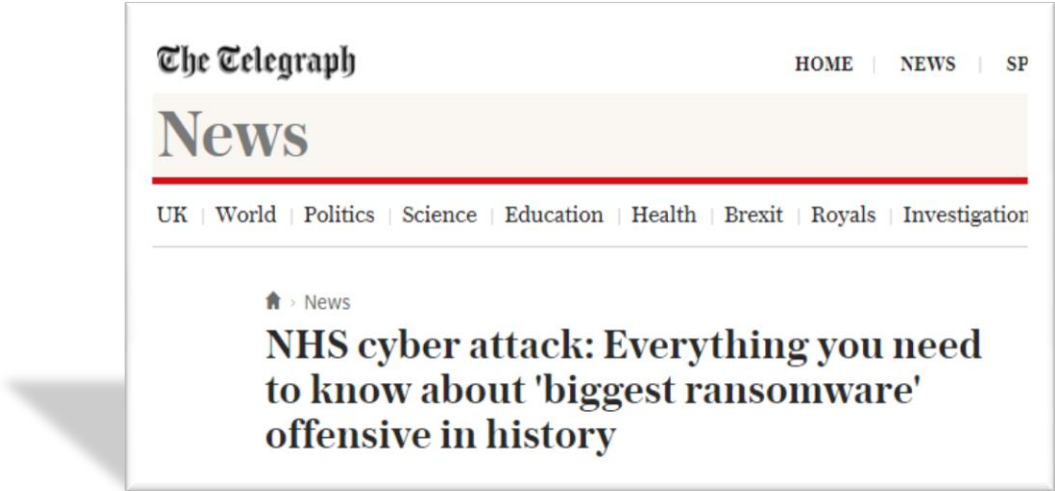 The Telegraph
HOME | NEWS | SP
News
UK | World | Politics | Science | Education | Health | Brexit | Royals | Investigation
› News
NHS cyber attack: Everything you need
to know about 'biggest ransomware'
offensive in history